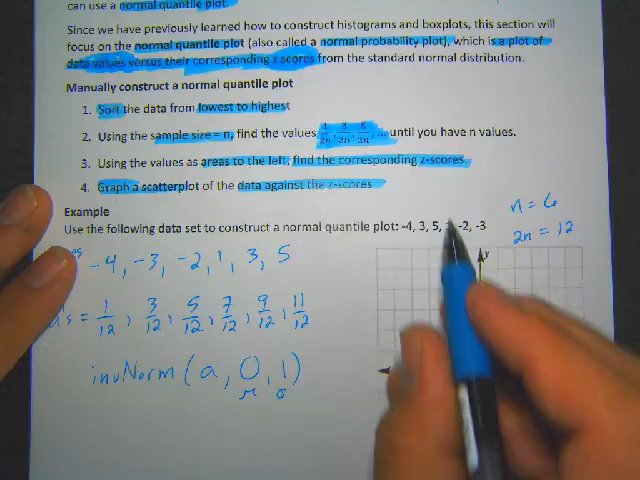 can use a normal quantile plot.
Since we have previously learned how to construct histograms and boxplots, this section will
focus on the normal quantile plot (also called a normal probability plot), which is a plot of
data values versus their corresponding z scores from the standard normal distribution.
Manually construct a normal quantile plot
1. Sort the data from lowest to highest
2. Using the sample size = n, find the values 1/2n, 3/2n, 5/2n, ... until you have n values.
3. Using the values as areas to the left, find the corresponding z-scores.
4. Graph a scatterplot of the data against the z-scores
Example
n = 6
Use the following data set to construct a normal quantile plot: -4, 3, 5, -2, -3
2n = 12
-4, -3, -2, 1, 3, 5
y
= 1/12, 3/12, 5/12, 7/12, 9/12, 11/12
invNorm (a, 0, 1)
μ σ